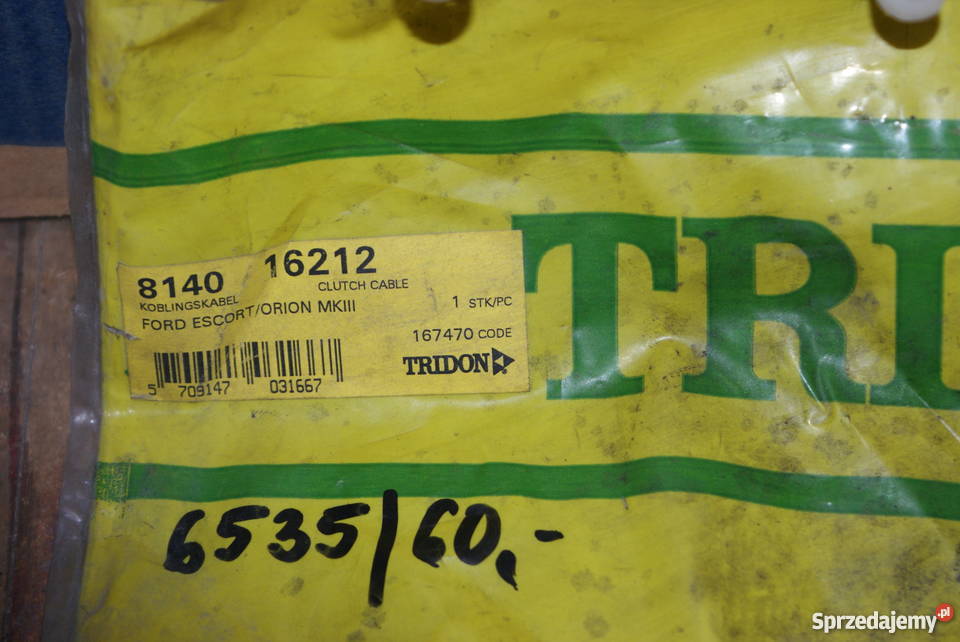 TRI
8140 16212
KOBLINGSKABEL CLUTCH CABLE
FORD ESCORT/ORION MKIII 1 STK/PC
167470 CODE
TRIDON
5 709147 031667
6535/60,-
Sprzedajemy.pl